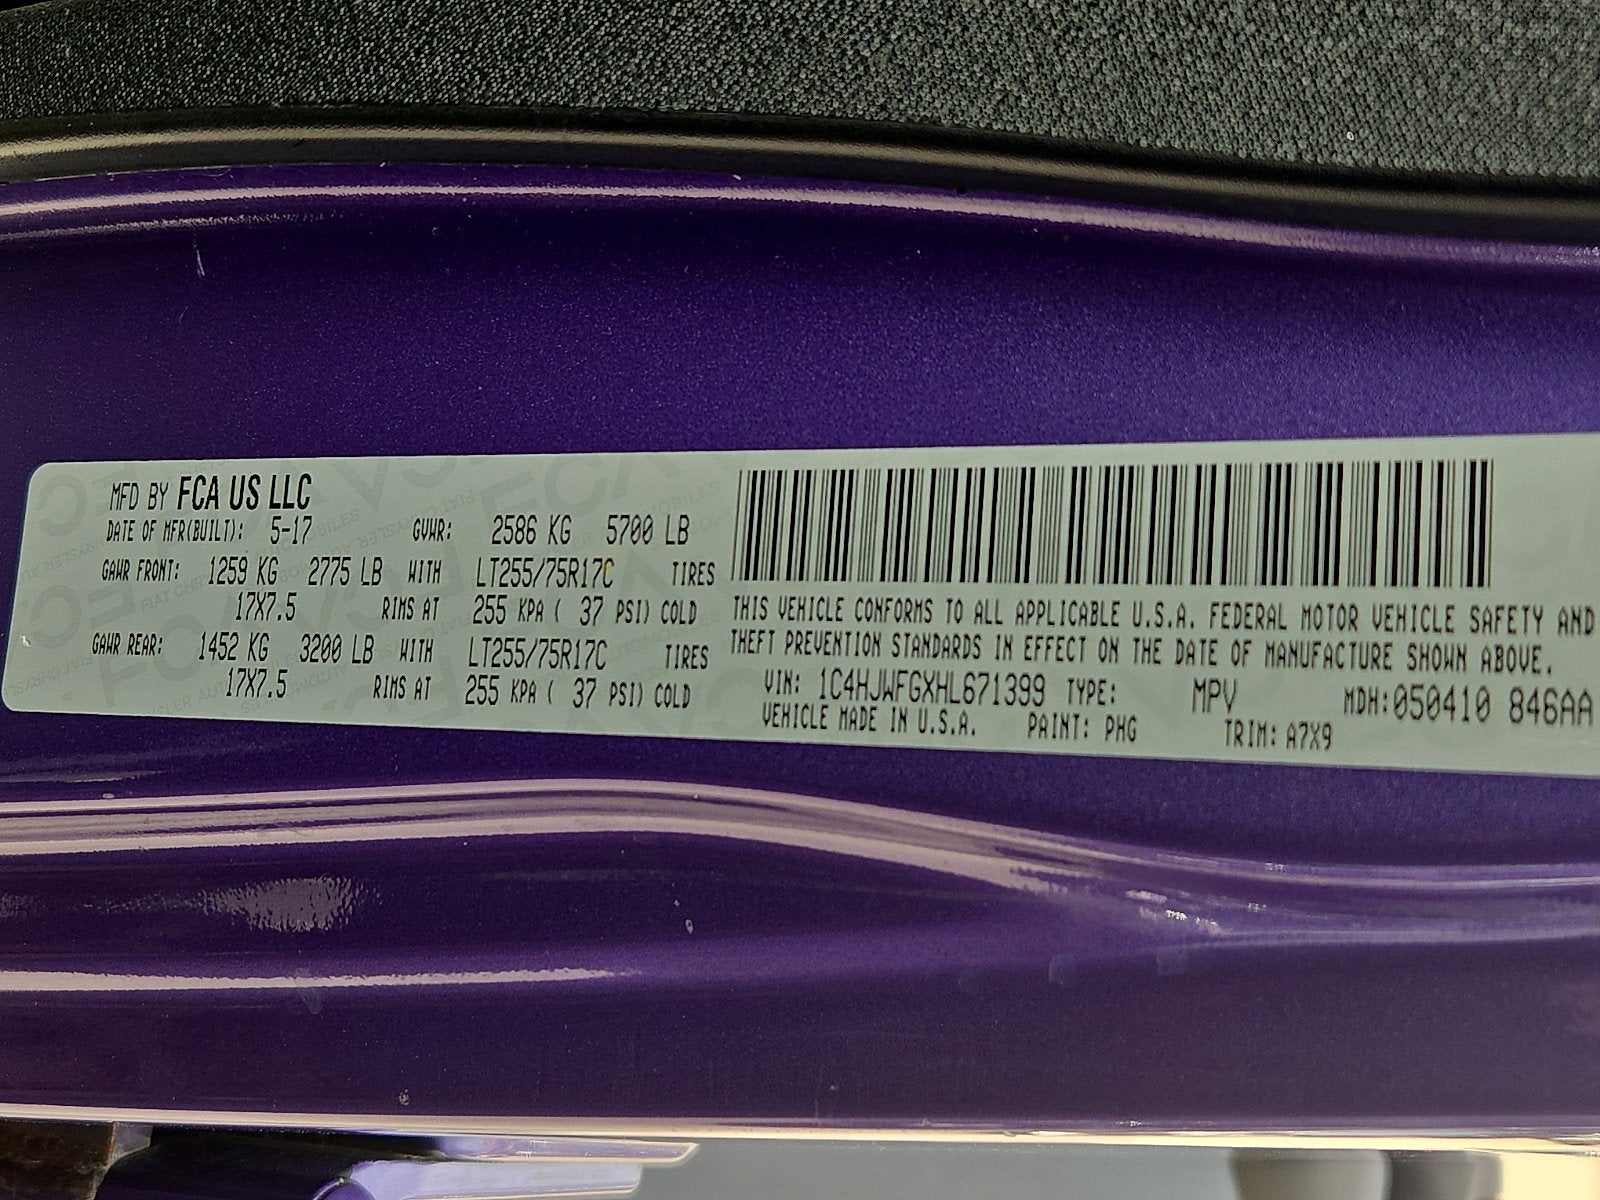 MFD BY FCA US LLC
DATE OF MFR(BUILT): 5-17 GVWR: 2586 KG 5700 LB
GAWR FRONT: 1259 KG 2775 LB WITH LT255/75R17C TIRES
17X7.5 RIMS AT 255 KPA ( 37 PSI) COLD
GAWR REAR: 1452 KG 3200 LB WITH LT255/75R17C TIRES
17X7.5 RIMS AT 255 KPA ( 37 PSI) COLD
THIS VEHICLE CONFORMS TO ALL APPLICABLE U.S.A. FEDERAL MOTOR VEHICLE SAFETY AND
THEFT PREVENTION STANDARDS IN EFFECT ON THE DATE OF MANUFACTURE SHOWN ABOVE.
VIN: 1C4HJWFGXHL671399 TYPE: MPV MDH:050410 846AA
VEHICLE MADE IN U.S.A. PAINT: PHG TRIM: A7X9